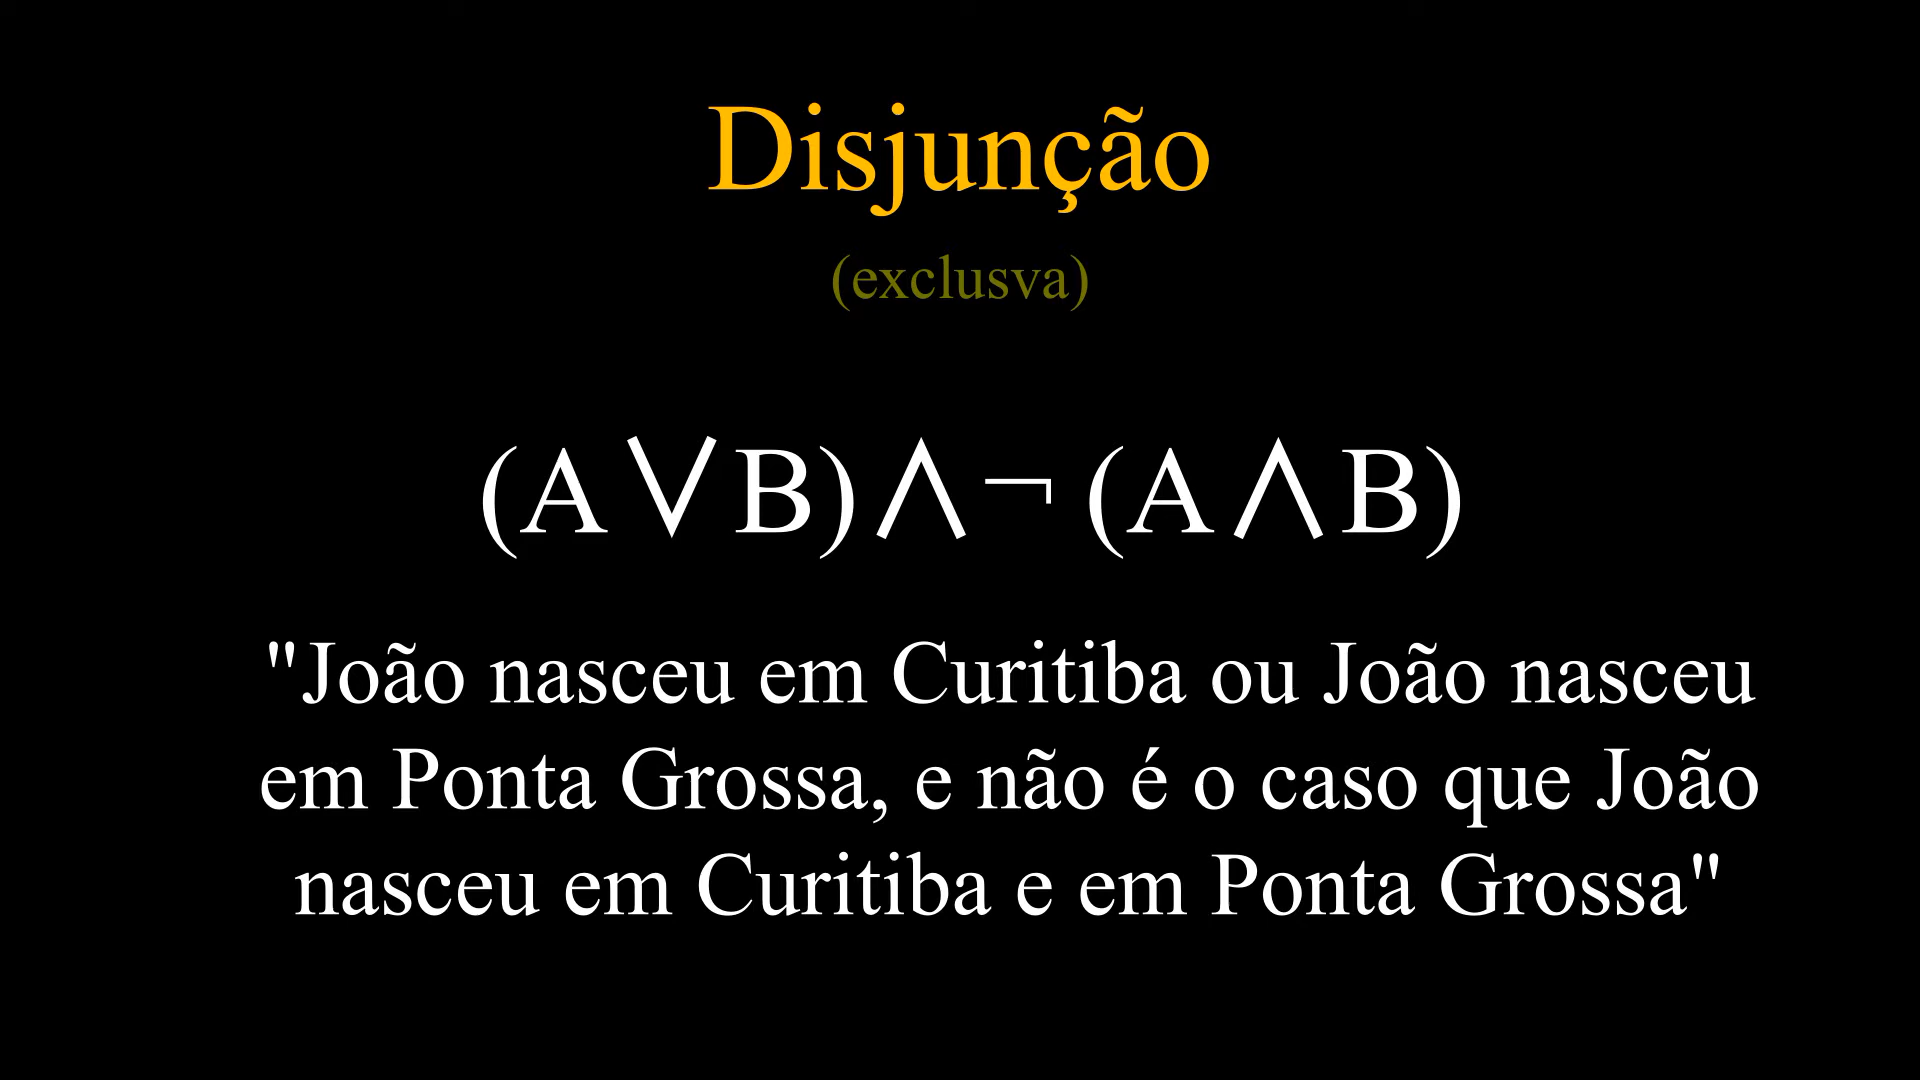 Disjunção
(exclusva)
(A∨B)∧¬ (A∧B)
"João nasceu em Curitiba ou João nasceu
em Ponta Grossa, e não é o caso que João
nasceu em Curitiba e em Ponta Grossa"